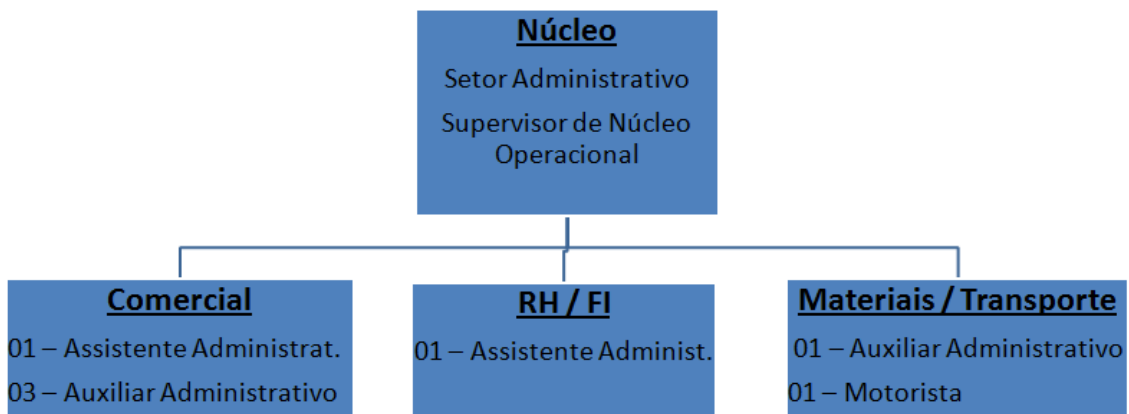 Núcleo
Setor Administrativo
Supervisor de Núcleo
Operacional
Comercial
01 – Assistente Administrat.
03 – Auxiliar Administrativo
RH / FI
01 – Assistente Administ.
Materiais / Transporte
01 – Auxiliar Administrativo
01 – Motorista